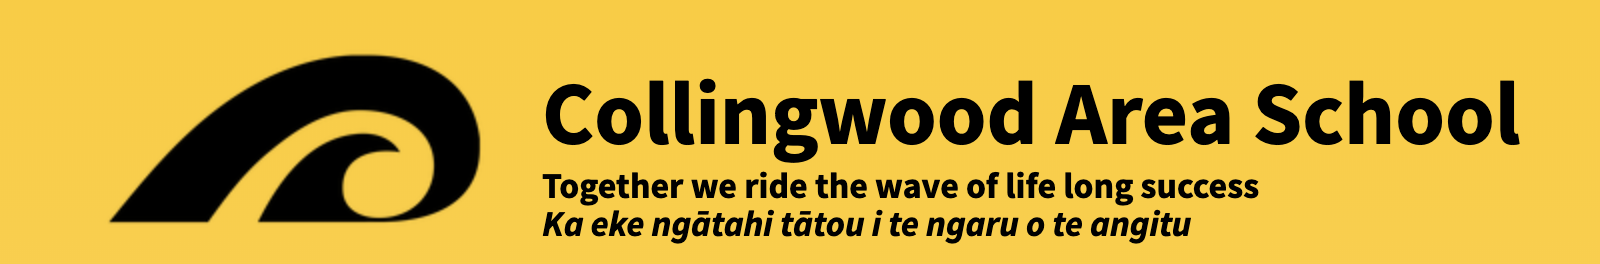 Collingwood Area School
Together we ride the wave of life long success
Ka eke ngātahi tātou i te ngaru o te angitu